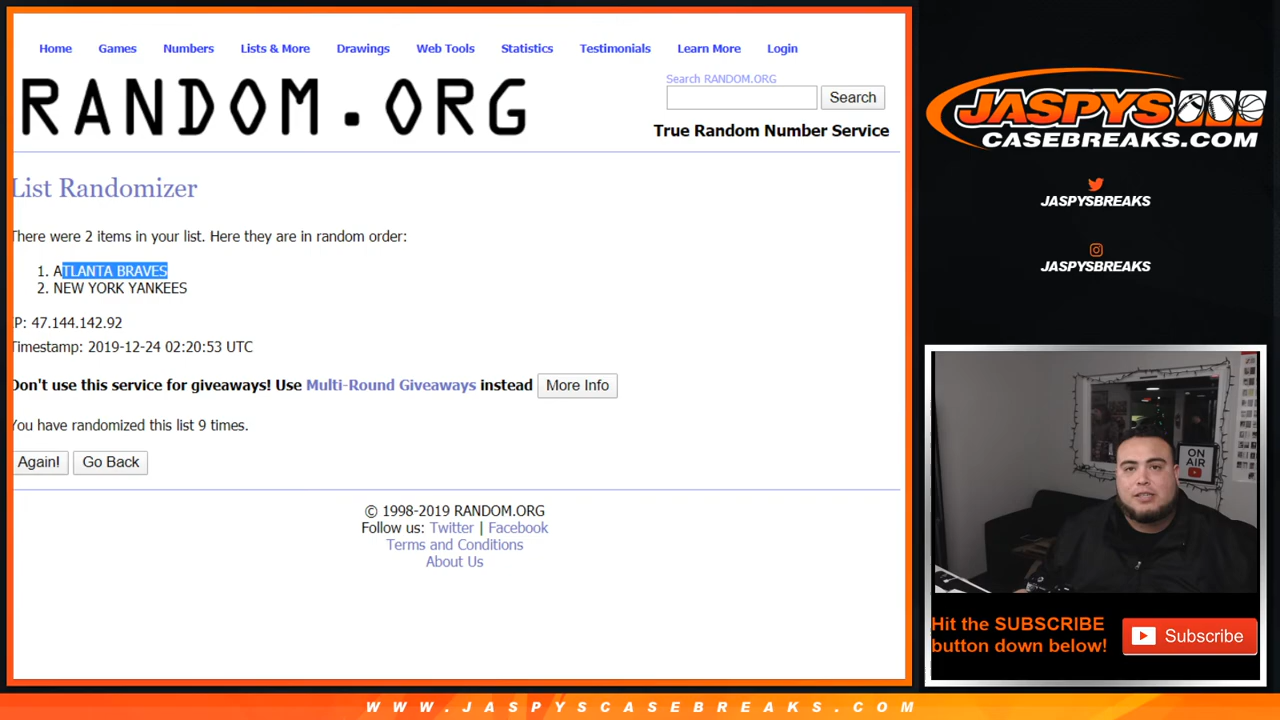 Home Games Numbers Lists & More Drawings Web Tools Statistics Testimonials Learn More Login
RANDOM.ORG
Search RANDOM.ORG
Search
True Random Number Service
List Randomizer
There were 2 items in your list. Here they are in random order:
1. ATLANTA BRAVES
2. NEW YORK YANKEES
IP: 47.144.142.92
Timestamp: 2019-12-24 02:20:53 UTC
Don't use this service for giveaways! Use Multi-Round Giveaways instead More Info
You have randomized this list 9 times.
Again! Go Back
© 1998-2019 RANDOM.ORG
Follow us: Twitter | Facebook
Terms and Conditions
About Us
JASPYS
CASEBREAKS.COM
JASPYSBREAKS
JASPYSBREAKS
ON
AIR
Hit the SUBSCRIBE
button down below!
Subscribe
WWW.JASPYSCASEBREAKS.COM